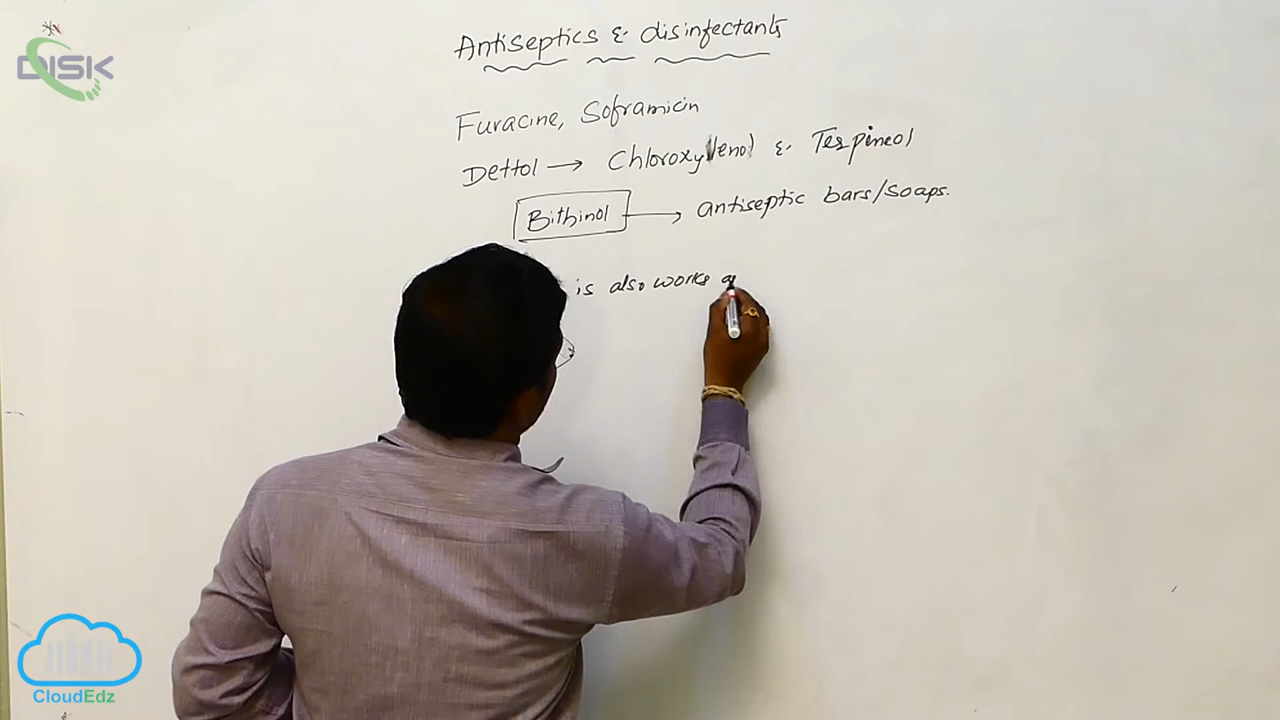 DISK
Antiseptics & disinfectants
Furacine, Soframicin
Dettol → Chloroxylenol & Terpineol
Bithinol → antiseptic bars/soaps.
is also works
CloudEdz